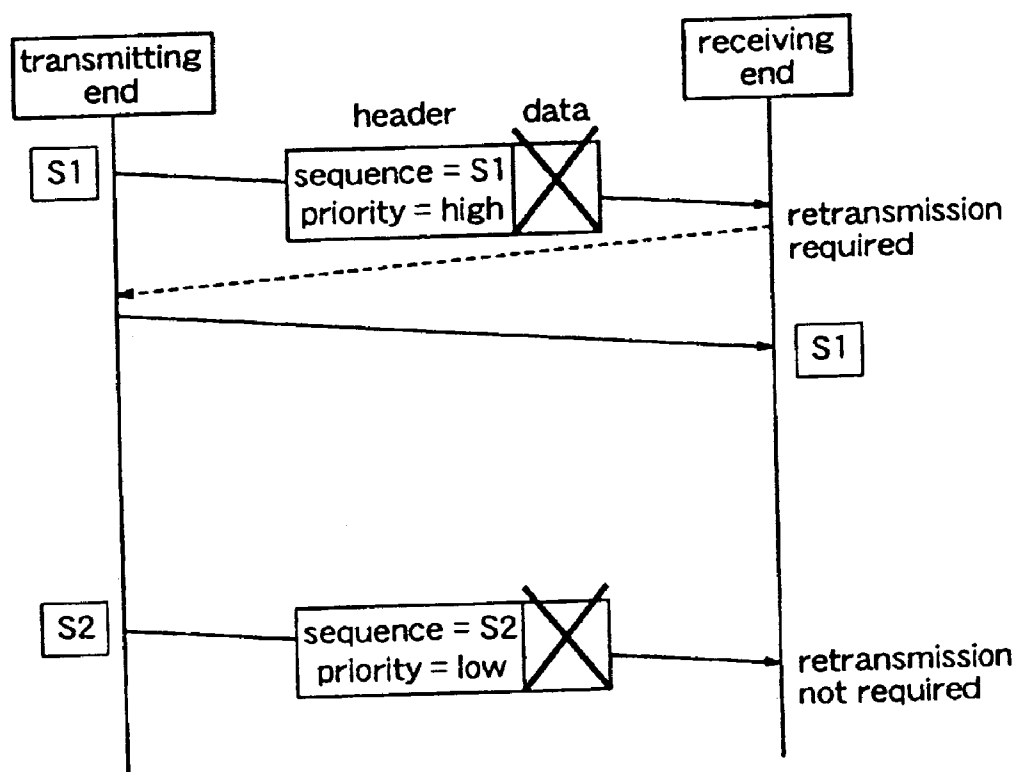 transmitting
end
receiving
end
header
data
S1
sequence = S1
priority = high
retransmission
required
S1
S2
sequence = S2
priority = low
retransmission
not required